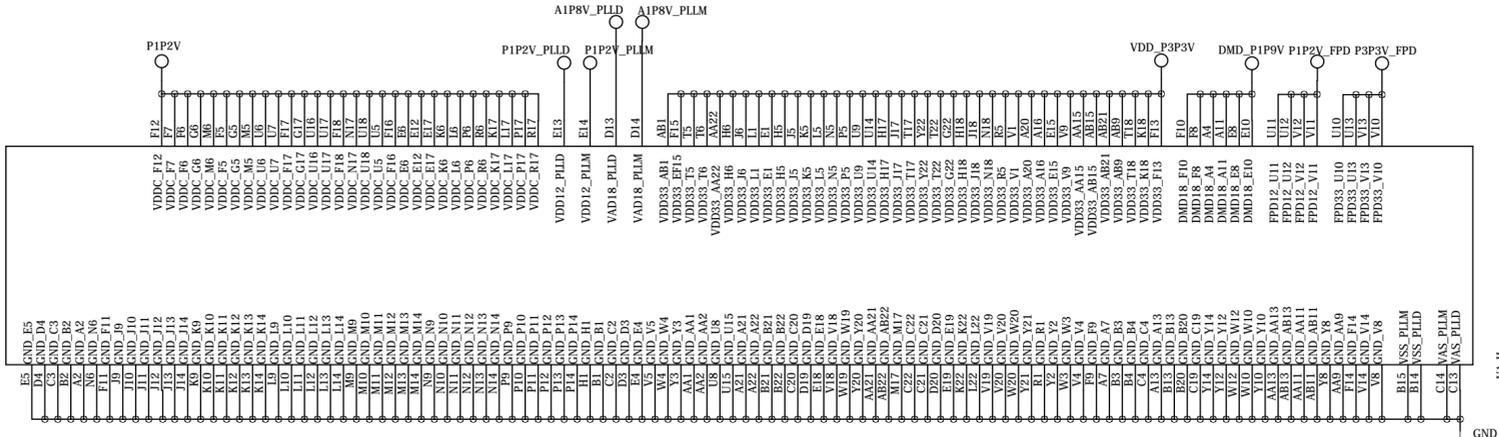 A1P8V_PLLD A1P8V_PLLM
P1P2V P1P2V_PLLD P1P2V_PLLM VDD_P3P3V DMD_P1P9V P1P2V_FPD P3P3V_FPD
F12 F7 F6 G6 M6 F5 G5 M5 U6 U7 F17 G17 U16 U17 F18 N17 U18 U5 F16 E6 E12 E17 K6 L6 P6 R6 K17 L17 P17 R17 E13 E14 D13 D14 AB1 F15 T5 T6 AA22 H6 J6 L1 E1 H5 J5 K5 L5 N5 P5 U9 U14 H17 J17 T17 Y22 T22 G22 H18 J18 N18 R5 V1 A20 A16 E15 V9 AA15 AB15 AB21 AB9 T18 K18 F13 F10 F8 A4 A11 E8 E10 U11 U12 V12 V11 U10 U13 V13 V10
VDDC_F12 VDDC_F7 VDDC_F6 VDDC_G6 VDDC_M6 VDDC_F5 VDDC_G5 VDDC_M5 VDDC_U6 VDDC_U7 VDDC_F17 VDDC_G17 VDDC_U16 VDDC_U17 VDDC_F18 VDDC_N17 VDDC_U18 VDDC_U5 VDDC_F16 VDDC_E6 VDDC_E12 VDDC_E17 VDDC_K6 VDDC_L6 VDDC_P6 VDDC_R6 VDDC_K17 VDDC_L17 VDDC_P17 VDDC_R17 VDD12_PLLD VDD12_PLLM VAD18_PLLD VAD18_PLLM VDD33_AB1 VDD33_EF15 VDD33_T5 VDD33_T6 VDD33_AA22 VDD33_H6 VDD33_J6 VDD33_L1 VDD33_E1 VDD33_H5 VDD33_J5 VDD33_K5 VDD33_L5 VDD33_N5 VDD33_P5 VDD33_U9 VDD33_U14 VDD33_H17 VDD33_J17 VDD33_T17 VDD33_Y22 VDD33_T22 VDD33_G22 VDD33_H18 VDD33_J18 VDD33_N18 VDD33_R5 VDD33_V1 VDD33_A20 VDD33_A16 VDD33_E15 VDD33_V9 VDD33_AA15 VDD33_AB15 VDD33_AB21 VDD33_AB9 VDD33_T18 VDD33_K18 VDD33_F13 DMD18_F10 DMD18_F8 DMD18_A4 DMD18_A11 DMD18_E8 DMD18_E10 FPD12_U11 FPD12_U12 FPD12_V12 FPD12_V11 FPD33_U10 FPD33_U13 FPD33_V13 FPD33_V10
GND_E5 GND_D4 GND_C3 GND_B2 GND_A2 GND_N6 GND_F11 GND_J9 GND_J10 GND_J11 GND_J12 GND_J13 GND_J14 GND_K9 GND_K10 GND_K11 GND_K12 GND_K13 GND_K14 GND_L9 GND_L10 GND_L11 GND_L12 GND_L13 GND_L14 GND_M9 GND_M10 GND_M11 GND_M12 GND_M13 GND_M14 GND_N9 GND_N10 GND_N11 GND_N12 GND_N13 GND_N14 GND_P9 GND_P10 GND_P11 GND_P12 GND_P13 GND_P14 GND_H1 GND_B1 GND_C2 GND_D3 GND_E4 GND_V5 GND_W4 GND_Y3 GND_AA1 GND_AA2 GND_U8 GND_U15 GND_A21 GND_A22 GND_B21 GND_B22 GND_C20 GND_D19 GND_E18 GND_V18 GND_W19 GND_Y20 GND_AA21 GND_AB22 GND_M17 GND_C22 GND_C21 GND_D20 GND_E19 GND_K22 GND_L22 GND_V19 GND_V20 GND_W20 GND_Y21 GND_R1 GND_Y2 GND_W3 GND_V4 GND_F9 GND_A7 GND_B3 GND_B4 GND_C4 GND_A13 GND_B13 GND_B20 GND_C19 GND_Y14 GND_Y12 GND_W12 GND_W10 GND_Y10 GND_AA13 GND_AB13 GND_AA11 GND_AB11 GND_Y8 GND_AA9 GND_F14 GND_V14 GND_V8 VSS_PLLM VSS_PLLD VAS_PLLM VAS_PLLD
E5 D4 C3 B2 A2 N6 F11 J9 J10 J11 J12 J13 J14 K9 K10 K11 K12 K13 K14 L9 L10 L11 L12 L13 L14 M9 M10 M11 M12 M13 M14 N9 N10 N11 N12 N13 N14 P9 P10 P11 P12 P13 P14 H1 B1 C2 D3 E4 V5 W4 Y3 AA1 AA2 U8 U15 A21 A22 B21 B22 C20 D19 E18 V18 W19 Y20 AA21 AB22 M17 C22 C21 D20 E19 K22 L22 V19 V20 W20 Y21 R1 Y2 W3 V4 F9 A7 B3 B4 C4 A13 B13 B20 C19 Y14 Y12 W12 W10 Y10 AA13 AB13 AA11 AB11 Y8 AA9 F14 V14 V8 B15 B14 C14 C13
GND